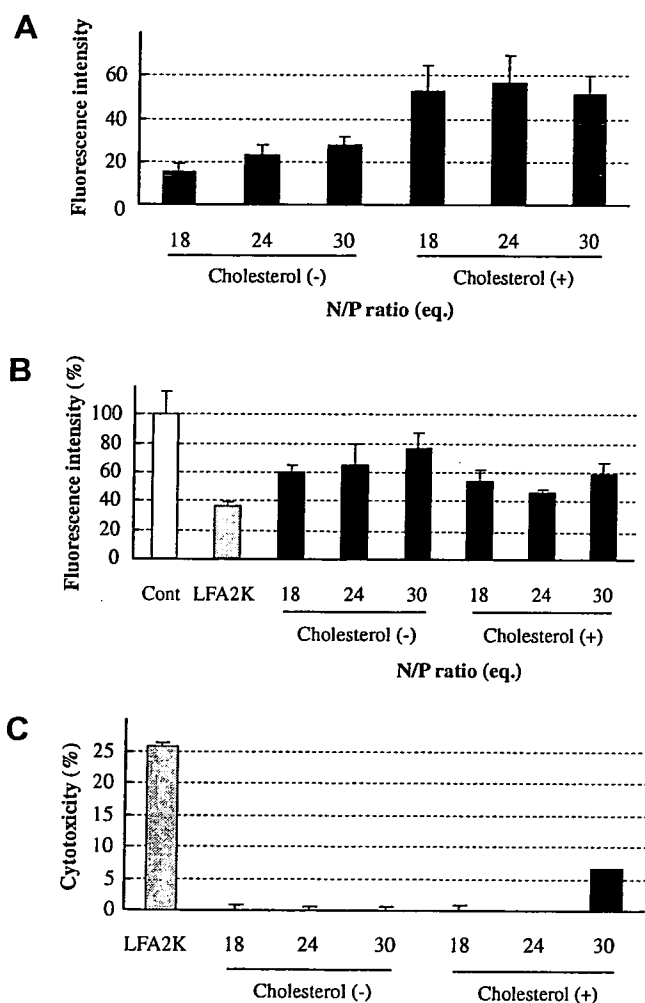 A
Fluorescence intensity
60
40
20
0
18 24 30 18 24 30
Cholesterol (-) Cholesterol (+)
N/P ratio (eq.)
B
Fluorescence intensity (%)
100
80
60
40
20
0
Cont LFA2K 18 24 30 18 24 30
Cholesterol (-) Cholesterol (+)
N/P ratio (eq.)
C
Cytotoxicity (%)
25
20
15
10
5
0
LFA2K 18 24 30 18 24 30
Cholesterol (-) Cholesterol (+)